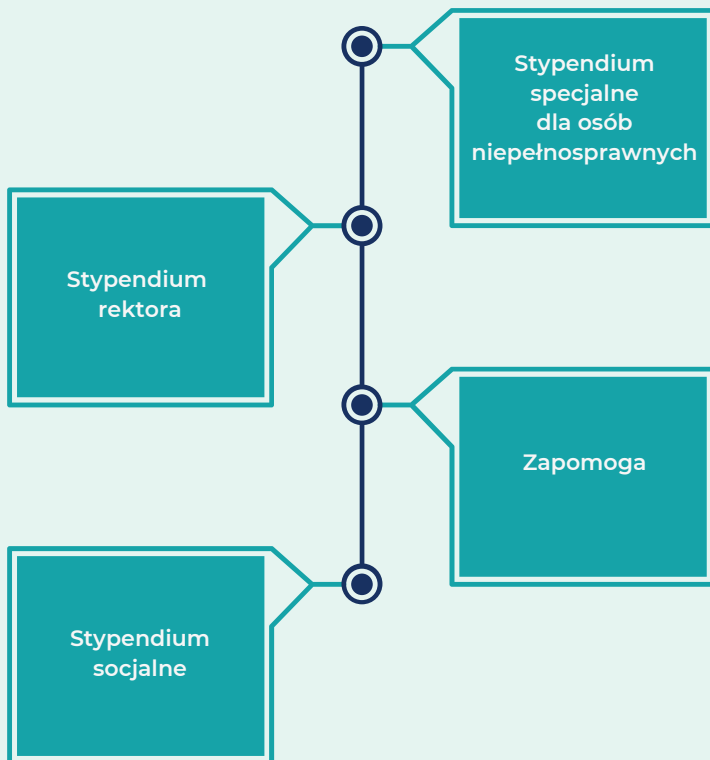 Stypendium
specjalne
dla osób
niepełnosprawnych
Stypendium
rektora
Zapomoga
Stypendium
socjalne